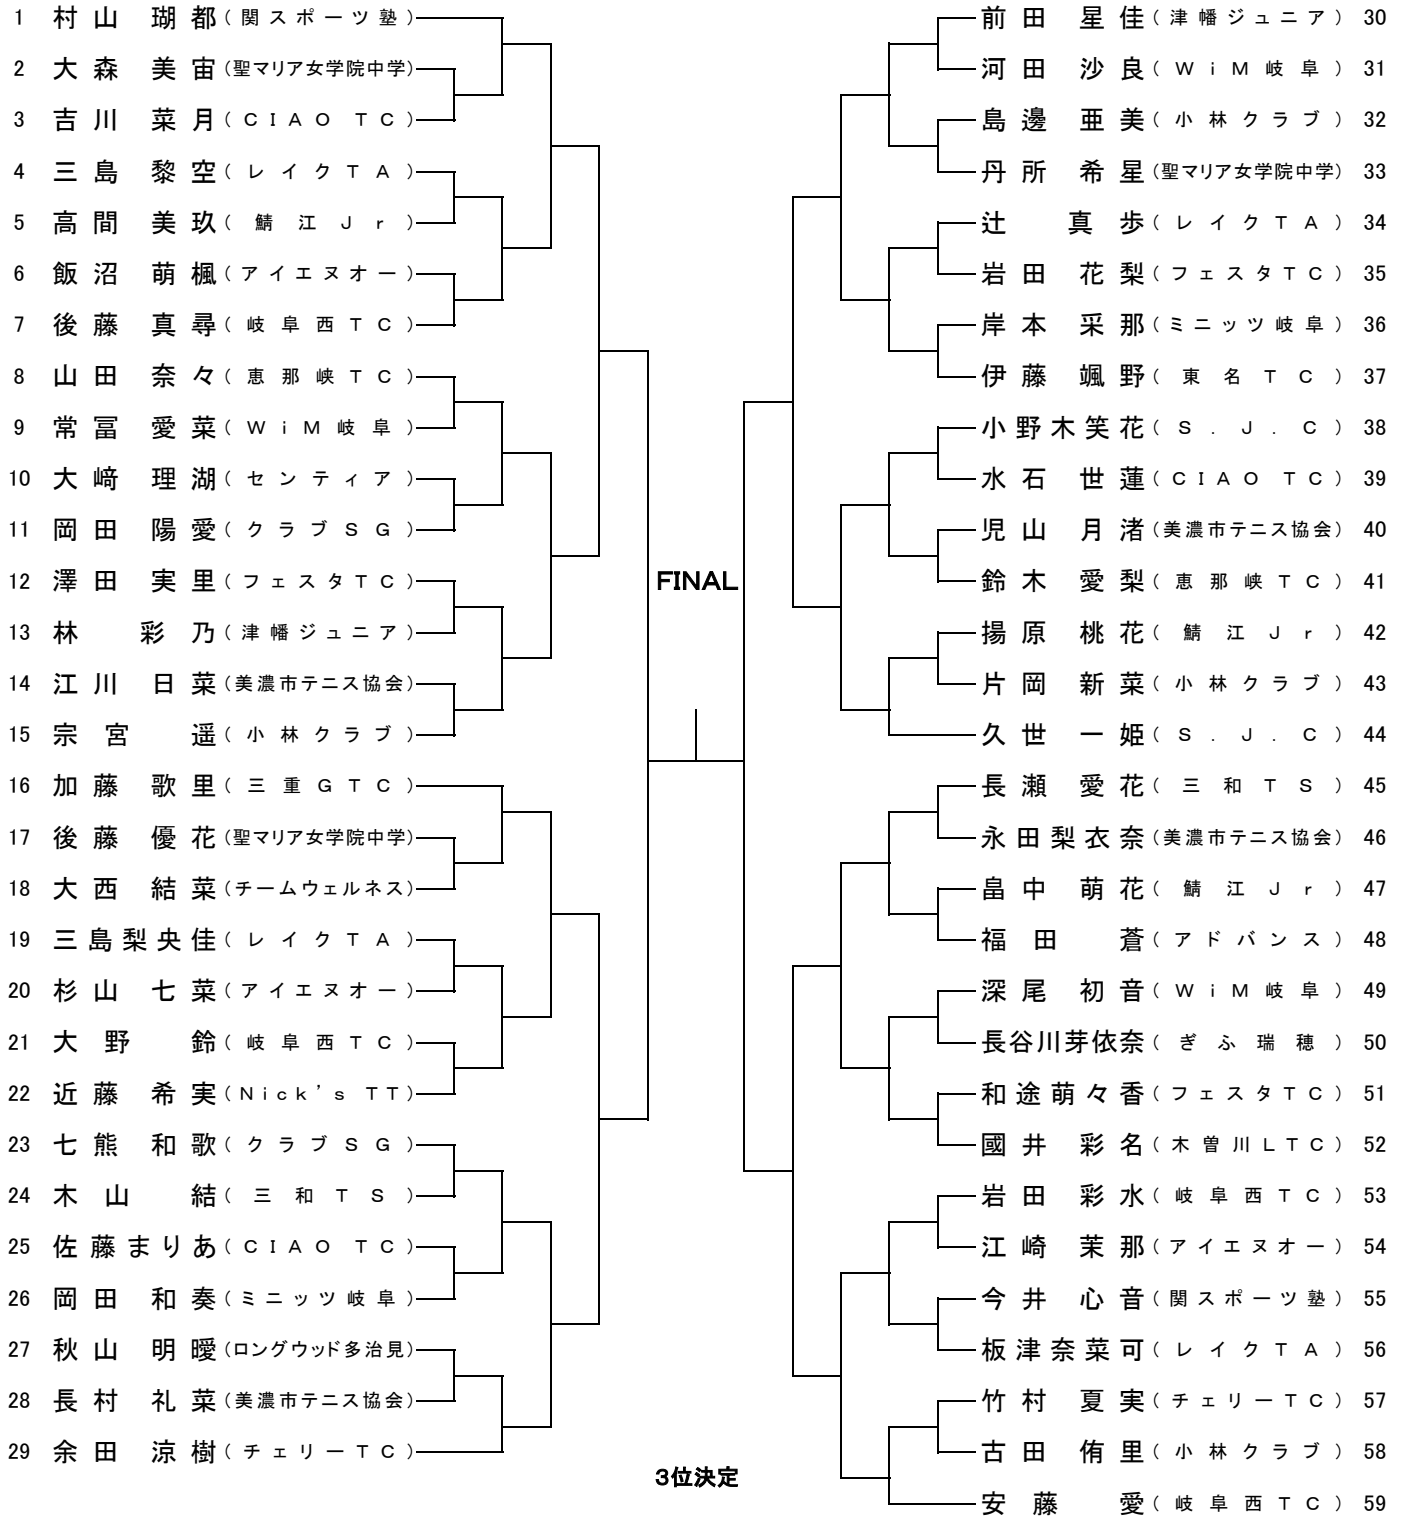 1 村山 瑚都 (関スポーツ塾)
2 大森 美宙 (聖マリア女学院中学)
3 吉川 菜月 (CIAO TC)
4 三島 黎空 (レイクTA)
5 高間 美玖 (鯖江Jr)
6 飯沼 萌楓 (アイエヌオー)
7 後藤 真尋 (岐阜西TC)
8 山田 奈々 (恵那峡TC)
9 常冨 愛菜 (WiM岐阜)
10 大﨑 理湖 (センティア)
11 岡田 陽愛 (クラブSG)
12 澤田 実里 (フェスタTC)
13 林 彩乃 (津幡ジュニア)
14 江川 日菜 (美濃市テニス協会)
15 宗宮 遥 (小林クラブ)
16 加藤 歌里 (三重GTC)
17 後藤 優花 (聖マリア女学院中学)
18 大西 結菜 (チームウェルネス)
19 三島梨央佳 (レイクTA)
20 杉山 七菜 (アイエヌオー)
21 大野 鈴 (岐阜西TC)
22 近藤 希実 (Nick's TT)
23 七熊 和歌 (クラブSG)
24 木山 結 (三和TS)
25 佐藤まりあ (CIAO TC)
26 岡田 和奏 (ミニッツ岐阜)
27 秋山 明曖 (ロングウッド多治見)
28 長村 礼菜 (美濃市テニス協会)
29 余田 涼樹 (チェリーTC)
FINAL
3位決定
前田 星佳 (津幡ジュニア) 30
河田 沙良 (WiM岐阜) 31
島邊 亜美 (小林クラブ) 32
丹所 希星 (聖マリア女学院中学) 33
辻 真歩 (レイクTA) 34
岩田 花梨 (フェスタTC) 35
岸本 采那 (ミニッツ岐阜) 36
伊藤 颯野 (東名TC) 37
小野木笑花 (S.J.C) 38
水石 世蓮 (CIAO TC) 39
児山 月渚 (美濃市テニス協会) 40
鈴木 愛梨 (恵那峡TC) 41
揚原 桃花 (鯖江Jr) 42
片岡 新菜 (小林クラブ) 43
久世 一姫 (S.J.C) 44
長瀬 愛花 (三和TS) 45
永田梨衣奈 (美濃市テニス協会) 46
畠中 萌花 (鯖江Jr) 47
福田 蒼 (アドバンス) 48
深尾 初音 (WiM岐阜) 49
長谷川芽依奈 (ぎふ瑞穂) 50
和途萌々香 (フェスタTC) 51
國井 彩名 (木曽川LTC) 52
岩田 彩水 (岐阜西TC) 53
江崎 茉那 (アイエヌオー) 54
今井 心音 (関スポーツ塾) 55
板津奈菜可 (レイクTA) 56
竹村 夏実 (チェリーTC) 57
古田 侑里 (小林クラブ) 58
安藤 愛 (岐阜西TC) 59